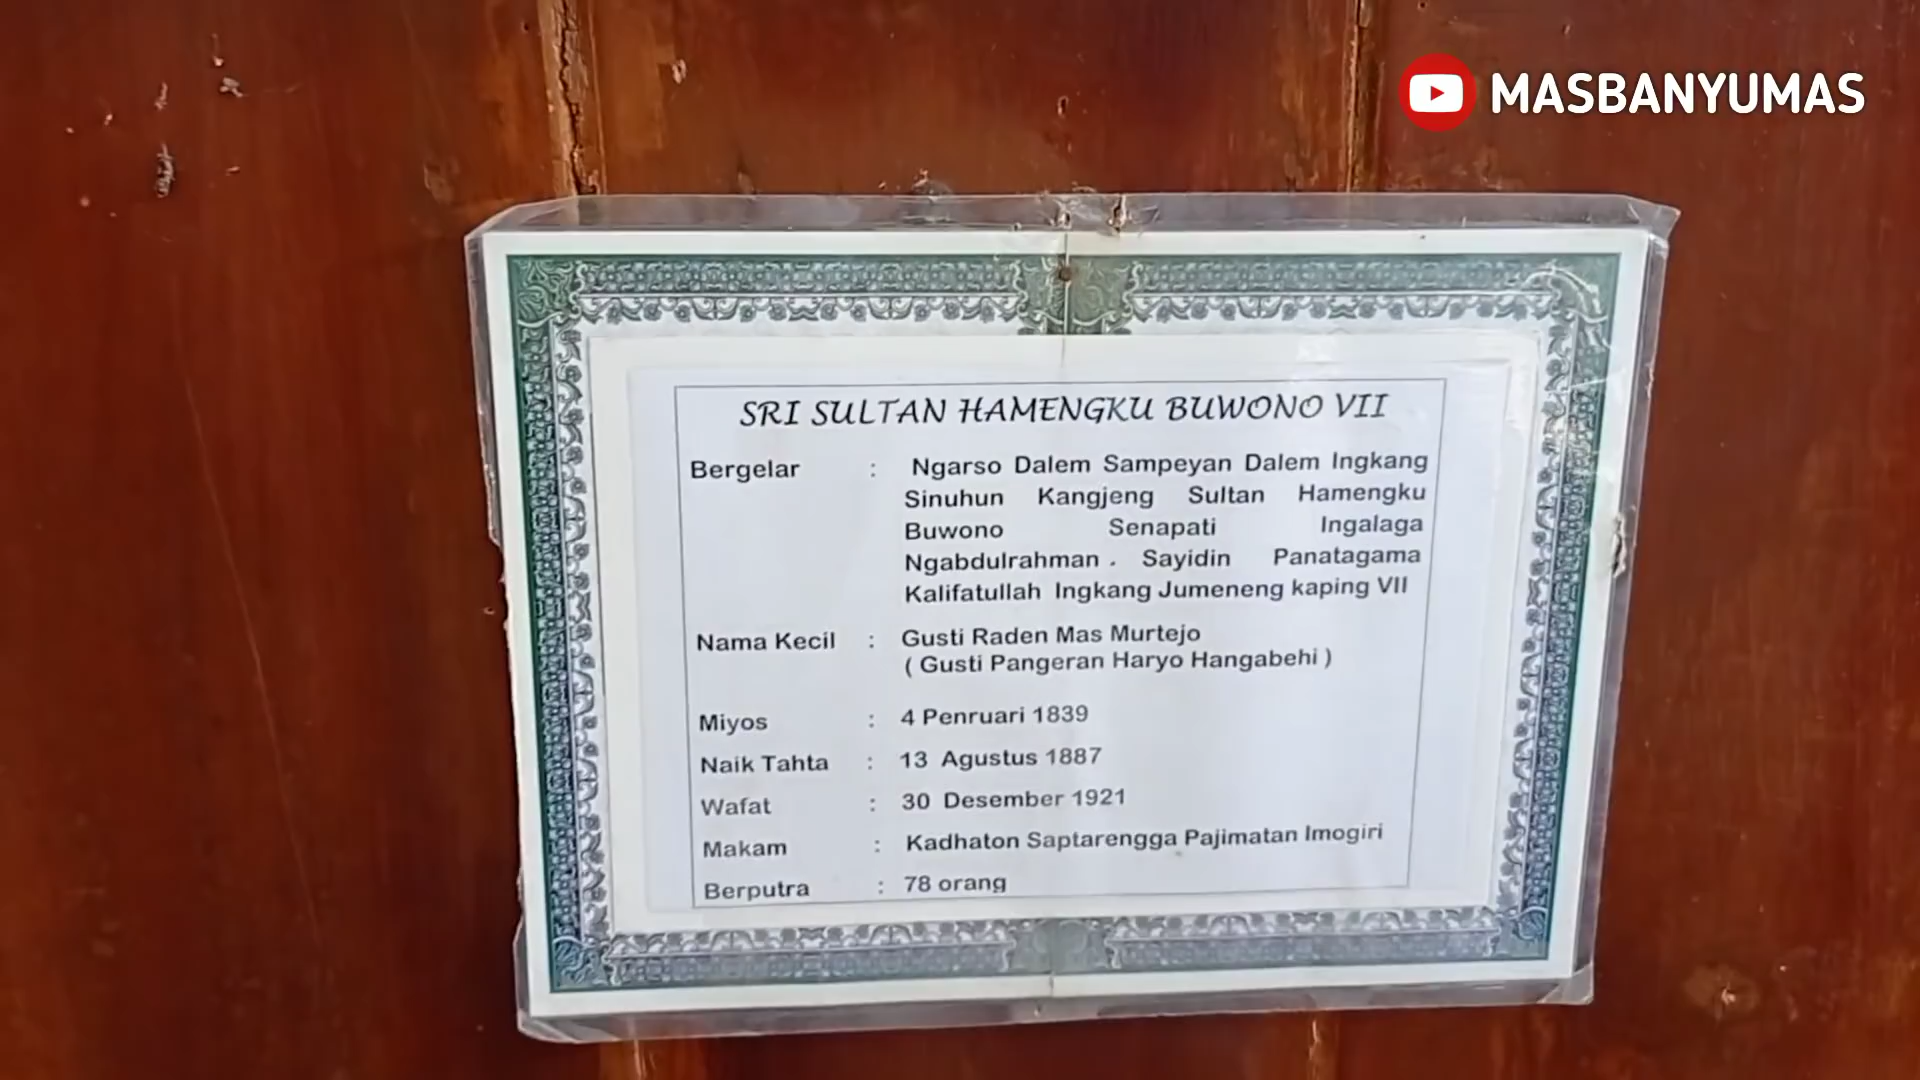 MASBANYUMAS
SRI SULTAN HAMENGKU BUWONO VII
Bergelar : Ngarso Dalem Sampeyan Dalem Ingkang
Sinuhun Kangjeng Sultan Hamengku
Buwono Senapati Ingalaga
Ngabdulrahman . Sayidin Panatagama
Kalifatullah Ingkang Jumeneng kaping VII
Nama Kecil : Gusti Raden Mas Murtejo
( Gusti Pangeran Haryo Hangabehi )
Miyos : 4 Penruari 1839
Naik Tahta : 13 Agustus 1887
Wafat : 30 Desember 1921
Makam : Kadhaton Saptarengga Pajimatan Imogiri
Berputra : 78 orang